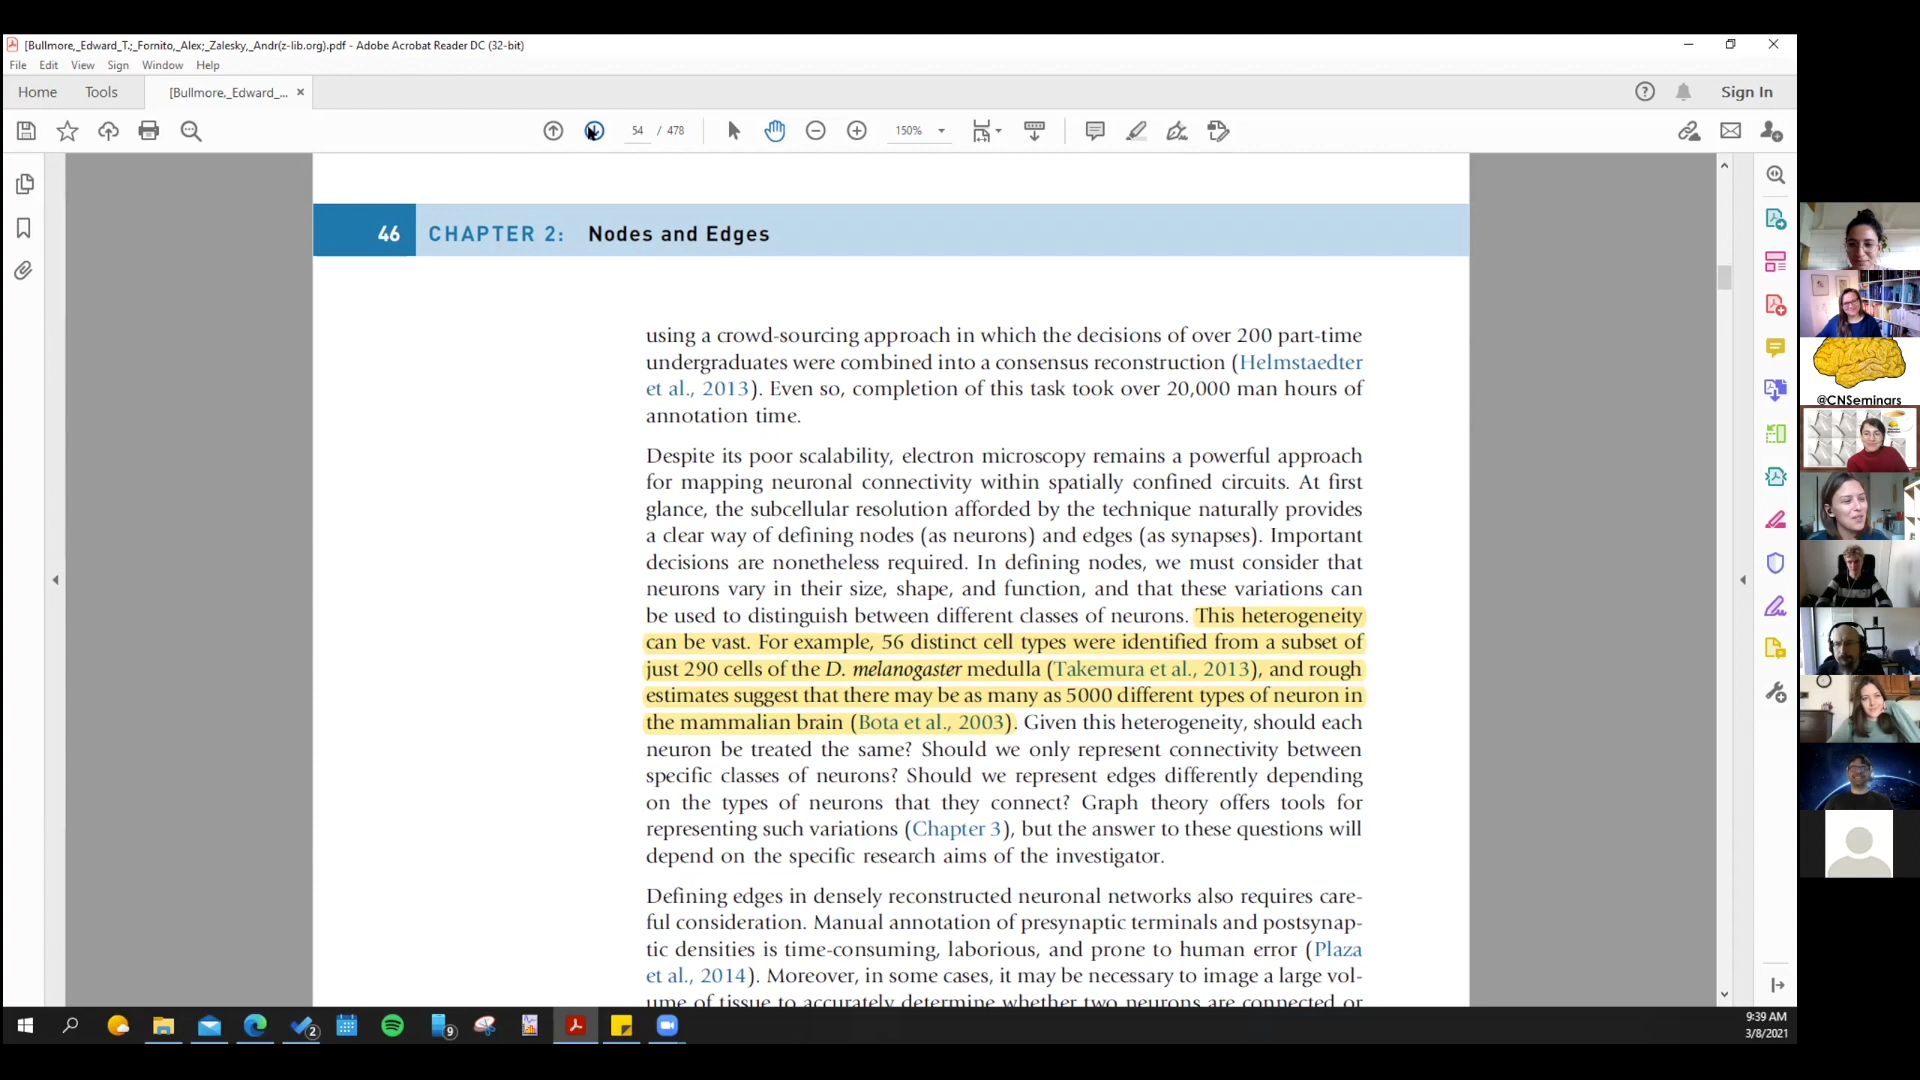 [Bullmore,_Edward_T.;_Fornito,_Alex;_Zalesky,_Andr(z-lib.org).pdf - Adobe Acrobat Reader DC (32-bit)
File Edit View Sign Window Help
Home Tools [Bullmore,_Edward_... Sign In
54 / 478 150%
46 CHAPTER 2: Nodes and Edges
using a crowd-sourcing approach in which the decisions of over 200 part-time
undergraduates were combined into a consensus reconstruction (Helmstaedter
et al., 2013). Even so, completion of this task took over 20,000 man hours of
annotation time.
Despite its poor scalability, electron microscopy remains a powerful approach
for mapping neuronal connectivity within spatially confined circuits. At first
glance, the subcellular resolution afforded by the technique naturally provides
a clear way of defining nodes (as neurons) and edges (as synapses). Important
decisions are nonetheless required. In defining nodes, we must consider that
neurons vary in their size, shape, and function, and that these variations can
be used to distinguish between different classes of neurons. This heterogeneity
can be vast. For example, 56 distinct cell types were identified from a subset of
just 290 cells of the D. melanogaster medulla (Takemura et al., 2013), and rough
estimates suggest that there may be as many as 5000 different types of neuron in
the mammalian brain (Bota et al., 2003). Given this heterogeneity, should each
neuron be treated the same? Should we only represent connectivity between
specific classes of neurons? Should we represent edges differently depending
on the types of neurons that they connect? Graph theory offers tools for
representing such variations (Chapter 3), but the answer to these questions will
depend on the specific research aims of the investigator.
Defining edges in densely reconstructed neuronal networks also requires care-
ful consideration. Manual annotation of presynaptic terminals and postsynap-
tic densities is time-consuming, laborious, and prone to human error (Plaza
et al., 2014). Moreover, in some cases, it may be necessary to image a large vol-
ume of tissue to accurately determine whether two neurons are connected or
@CNSeminars
2
9
9:39 AM
3/8/2021